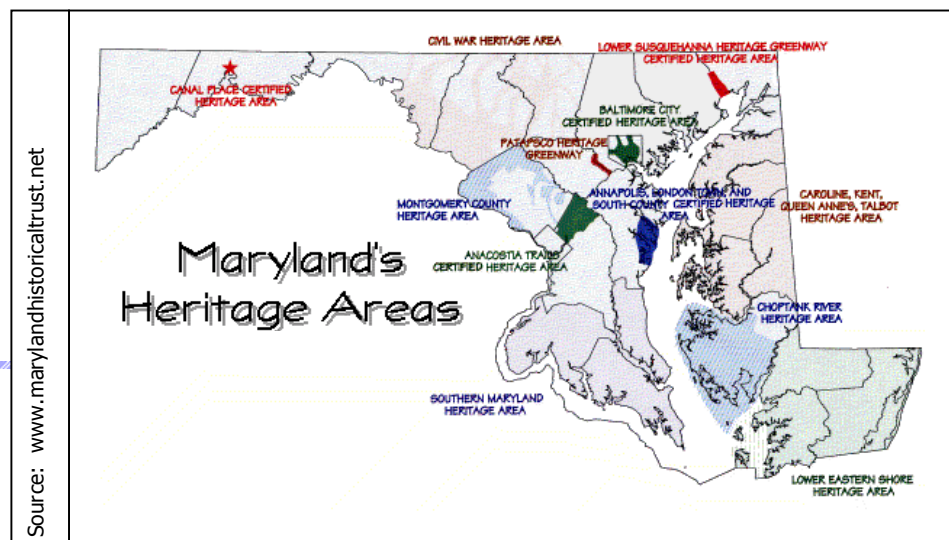 Source: www.marylandhistoricaltrust.net
CIVIL WAR HERITAGE AREA
LOWER SUSQUEHANNA HERITAGE GREENWAY
CERTIFIED HERITAGE AREA
CANAL PLACE CERTIFIED
HERITAGE AREA
BALTIMORE CITY
CERTIFIED HERITAGE AREA
PATAPSCO HERITAGE
GREENWAY
MONTGOMERY COUNTY
HERITAGE AREA
ANNAPOLIS, LONDON TOWN, AND
SOUTH COUNTY CERTIFIED HERITAGE
AREA
CAROLINE, KENT,
QUEEN ANNE'S, TALBOT
HERITAGE AREA
ANACOSTIA TRAILS
CERTIFIED HERITAGE AREA
Maryland's
Heritage Areas
CHOPTANK RIVER
HERITAGE AREA
SOUTHERN MARYLAND
HERITAGE AREA
LOWER EASTERN SHORE
HERITAGE AREA